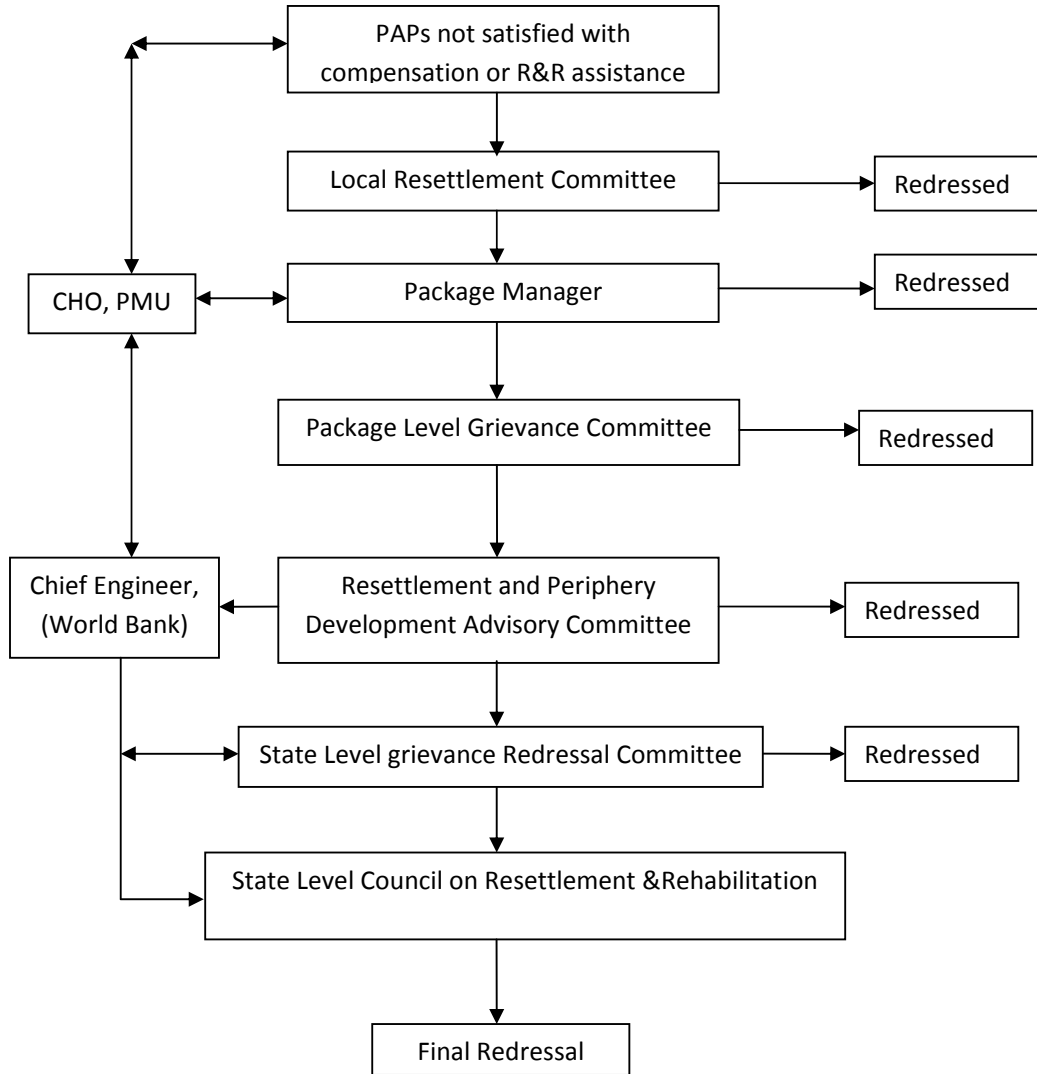 PAPs not satisfied with
compensation or R&R assistance
Local Resettlement Committee
Redressed
Package Manager
Redressed
CHO, PMU
Package Level Grievance Committee
Redressed
Chief Engineer,
(World Bank)
Resettlement and Periphery
Development Advisory Committee
Redressed
State Level grievance Redressal Committee
Redressed
State Level Council on Resettlement &Rehabilitation
Final Redressal